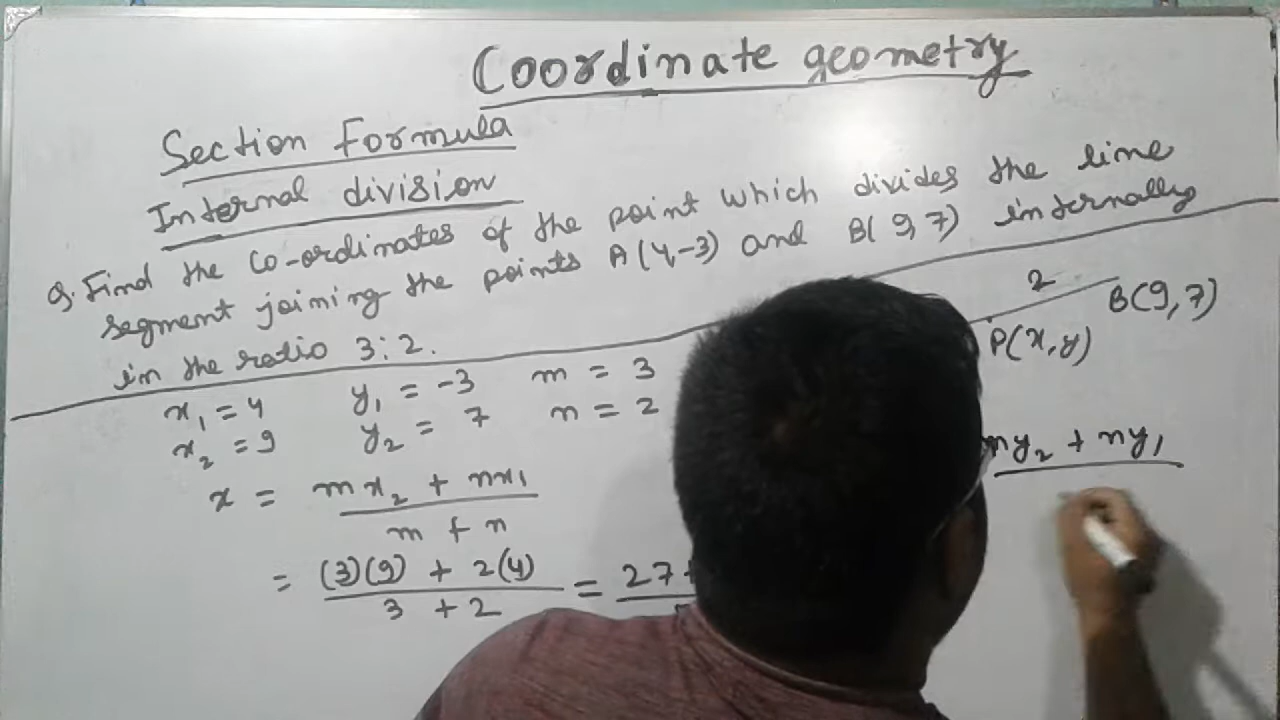 Coordinate geometry
Section Formula
Internal division
Q. Find the co-ordinates of the point which divides the line
segment joining the points A(4,-3) and B(9,7) internally
in the ratio 3:2.
x₁ = 4 y₁ = -3 m = 3
x₂ = 9 y₂ = 7 n = 2
2
B(9,7)
P(x,y)
x = mx₂ + nx₁
m + n
= (3)(9) + 2(4) = 27+
3 + 2
my₂ + ny₁